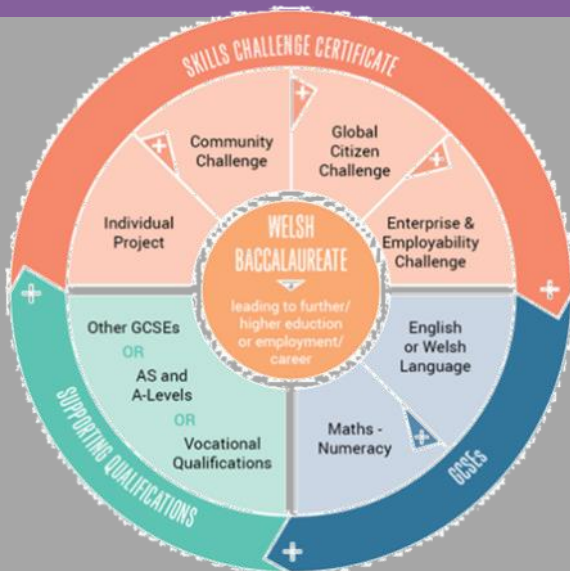 SKILLS CHALLENGE CERTIFICATE
Community
Challenge
Global
Citizen
Challenge
Individual
Project
Enterprise &
Employability
Challenge
WELSH
BACCALAUREATE
leading to further/
higher eduction
or employment/
career
Other GCSEs
OR
AS and
A-Levels
OR
Vocational
Qualifications
English
or Welsh
Language
Maths -
Numeracy
SUPPORTING QUALIFICATIONS
GCSEs